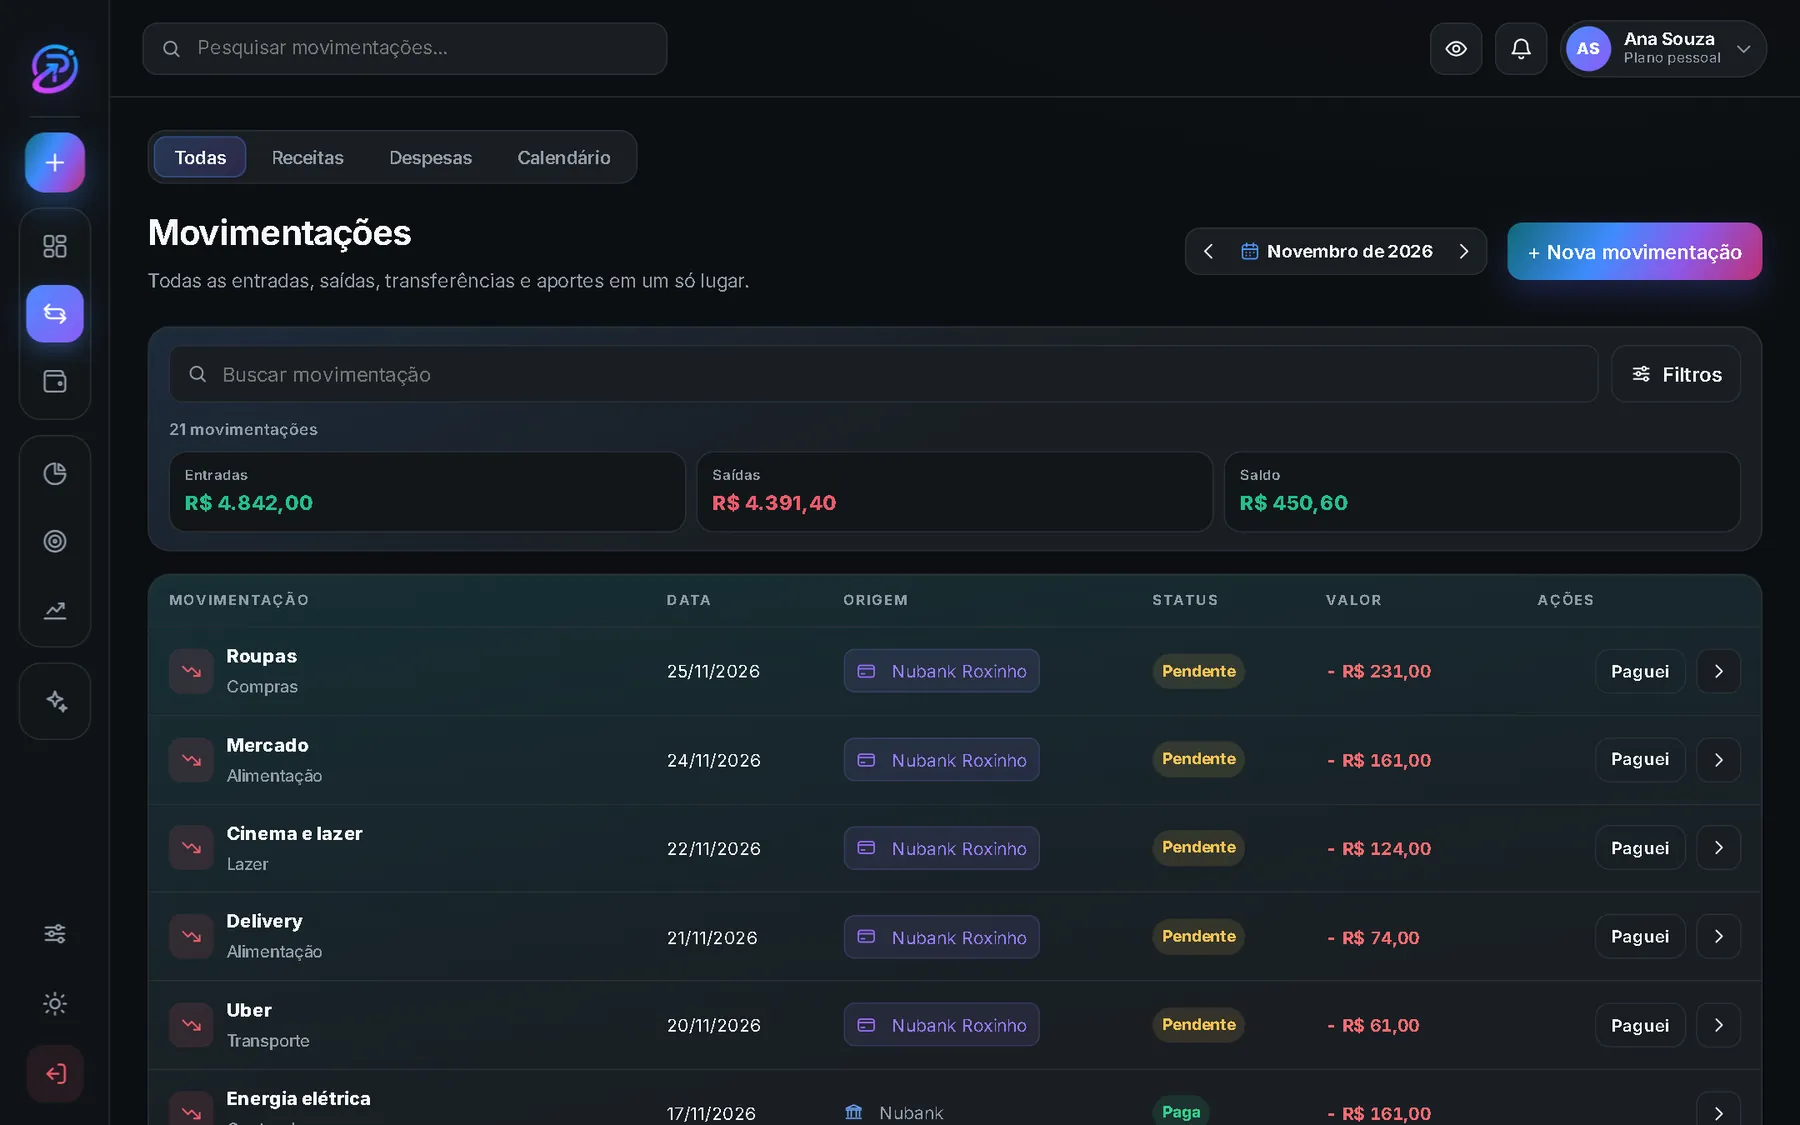 Pesquisar movimentações...
AS
Ana Souza
Plano pessoal
Todas
Receitas
Despesas
Calendário
Movimentações
Todas as entradas, saídas, transferências e aportes em um só lugar.
Novembro de 2026
+ Nova movimentação
Buscar movimentação
Filtros
21 movimentações
Entradas
R$ 4.842,00
Saídas
R$ 4.391,40
Saldo
R$ 450,60
MOVIMENTAÇÃO DATA ORIGEM STATUS VALOR AÇÕES
Roupas
Compras
25/11/2026
Nubank Roxinho
Pendente
- R$ 231,00
Paguei
Mercado
Alimentação
24/11/2026
Nubank Roxinho
Pendente
- R$ 161,00
Paguei
Cinema e lazer
Lazer
22/11/2026
Nubank Roxinho
Pendente
- R$ 124,00
Paguei
Delivery
Alimentação
21/11/2026
Nubank Roxinho
Pendente
- R$ 74,00
Paguei
Uber
Transporte
20/11/2026
Nubank Roxinho
Pendente
- R$ 61,00
Paguei
Energia elétrica
17/11/2026
Nubank
Paga
- R$ 161,00